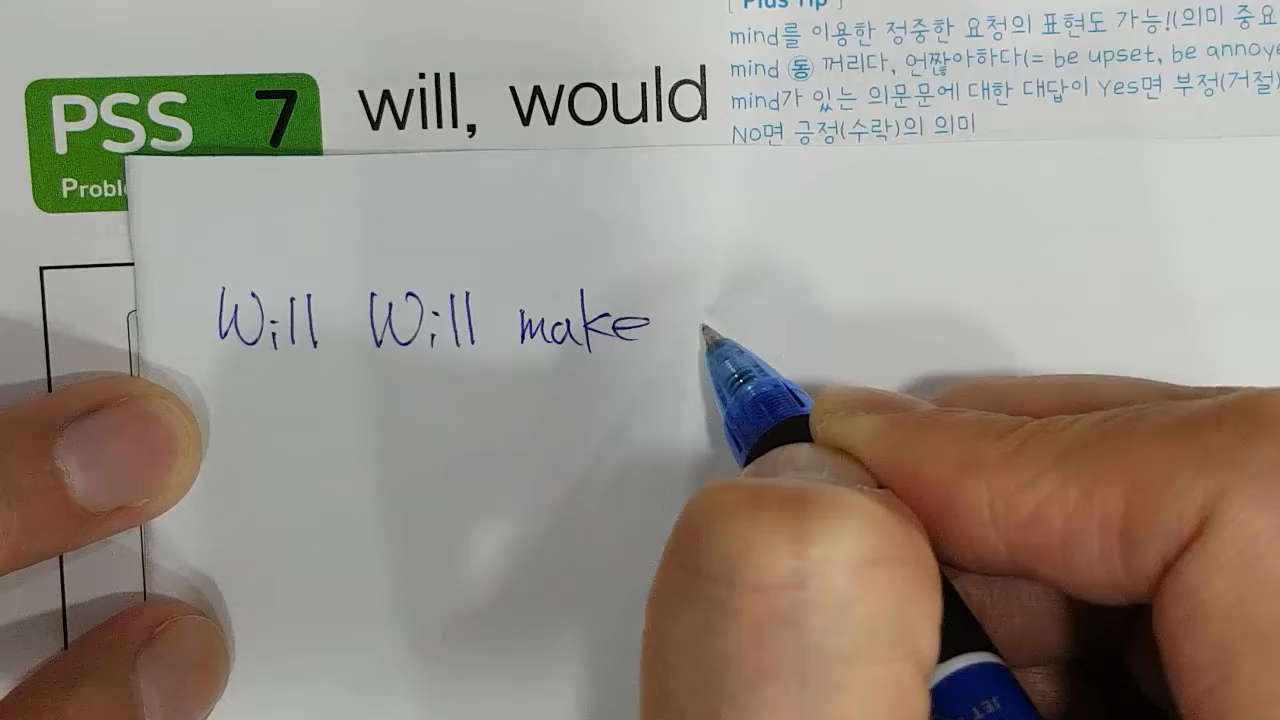 [ Plus Tip ]
mind를 이용한 정중한 요청의 표현도 가능!(의미 중요
mind 동 꺼리다, 언짢아하다(= be upset, be annoye
mind가 있는 의문문에 대한 대답이 Yes면 부정(거절)
No면 긍정(수락)의 의미
PSS 7 will, would
Proble
Will Will make